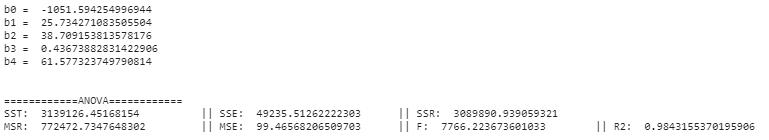 b0 = -1051.594254996944
b1 = 25.734271083505504
b2 = 38.709153813578176
b3 = 0.43673882831422906
b4 = 61.577323749790814
============ANOVA============
SST: 3139126.45168154 || SSE: 49235.51262222303 || SSR: 3089890.939059321
MSR: 772472.7347648302 || MSE: 99.46568206509703 || F: 7766.223673601033 || R2: 0.9843155370195906